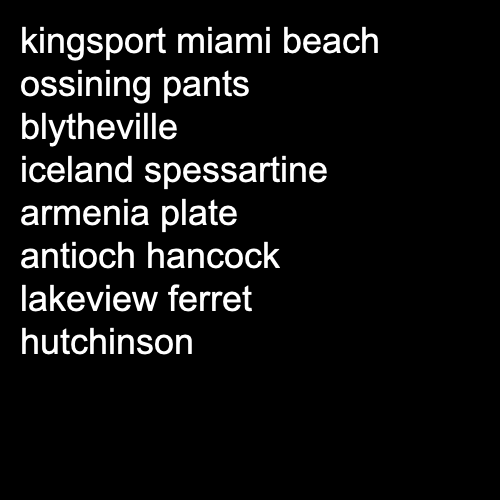 kingsport miami beach
ossining pants
blytheville
iceland spessartine
armenia plate
antioch hancock
lakeview ferret
hutchinson